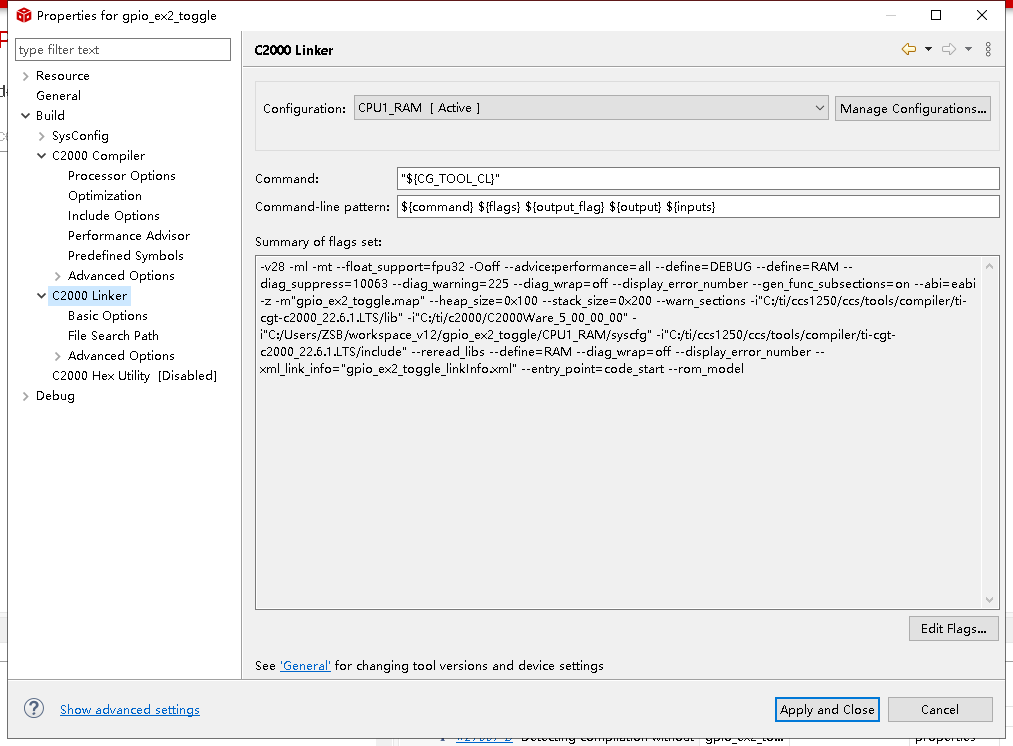 Properties for gpio_ex2_toggle
type filter text
Resource
General
Build
SysConfig
C2000 Compiler
Processor Options
Optimization
Include Options
Performance Advisor
Predefined Symbols
Advanced Options
C2000 Linker
Basic Options
File Search Path
Advanced Options
C2000 Hex Utility [Disabled]
Debug
C2000 Linker
Configuration: CPU1_RAM [ Active ] Manage Configurations...
Command: "${CG_TOOL_CL}"
Command-line pattern: ${command} ${flags} ${output_flag} ${output} ${inputs}
Summary of flags set:
-v28 -ml -mt --float_support=fpu32 -Ooff --advice:performance=all --define=DEBUG --define=RAM --
diag_suppress=10063 --diag_warning=225 --diag_wrap=off --display_error_number --gen_func_subsections=on --abi=eabi
-z -m"gpio_ex2_toggle.map" --heap_size=0x100 --stack_size=0x200 --warn_sections -i"C:/ti/ccs1250/ccs/tools/compiler/ti-
cgt-c2000_22.6.1.LTS/lib" -i"C:/ti/c2000/C2000Ware_5_00_00_00" -
i"C:/Users/ZSB/workspace_v12/gpio_ex2_toggle/CPU1_RAM/syscfg" -i"C:/ti/ccs1250/ccs/tools/compiler/ti-cgt-
c2000_22.6.1.LTS/include" --reread_libs --define=RAM --diag_wrap=off --display_error_number --
xml_link_info="gpio_ex2_toggle_linkInfo.xml" --entry_point=code_start --rom_model
Edit Flags...
See 'General' for changing tool versions and device settings
Show advanced settings
Apply and Close
Cancel